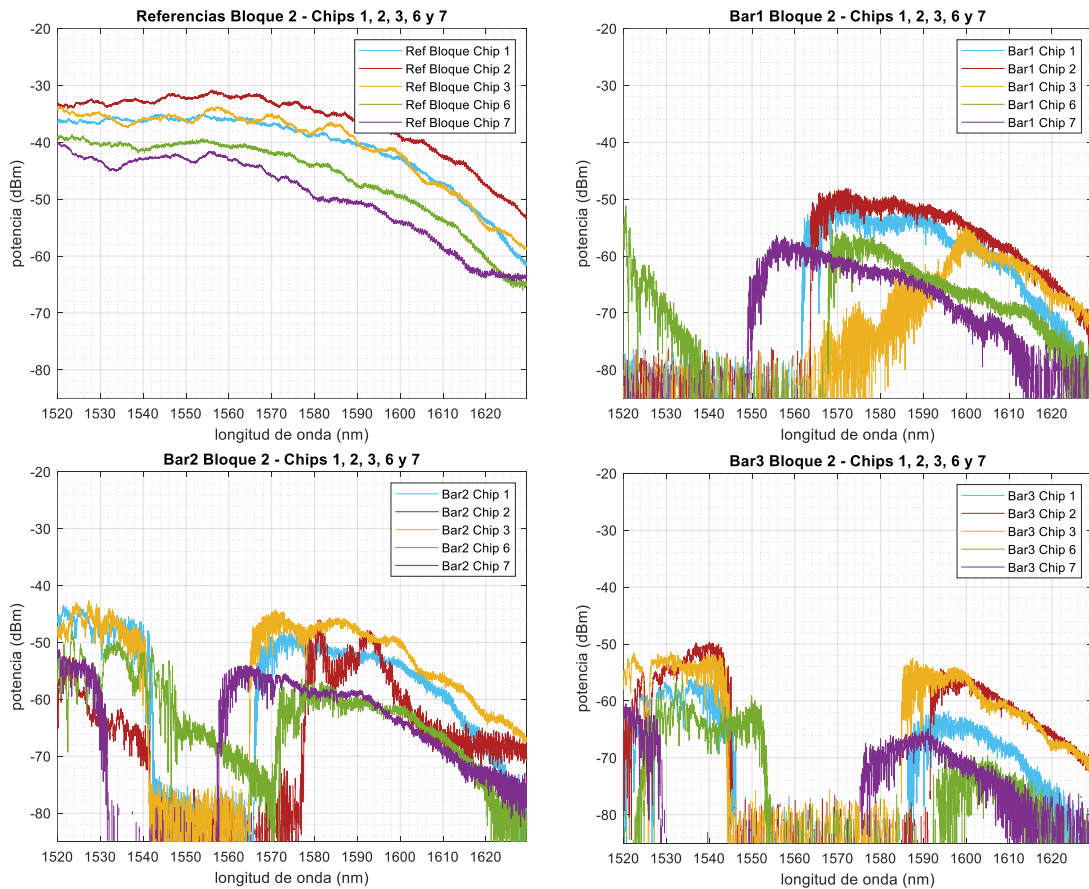 Referencias Bloque 2 - Chips 1, 2, 3, 6 y 7
-20
-30
-40
-50
-60
-70
-80
potencia (dBm)
Ref Bloque Chip 1
Ref Bloque Chip 2
Ref Bloque Chip 3
Ref Bloque Chip 6
Ref Bloque Chip 7
1520 1530 1540 1550 1560 1570 1580 1590 1600 1610 1620
longitud de onda (nm)
Bar1 Bloque 2 - Chips 1, 2, 3, 6 y 7
-20
-30
-40
-50
-60
-70
-80
potencia (dBm)
Bar1 Chip 1
Bar1 Chip 2
Bar1 Chip 3
Bar1 Chip 6
Bar1 Chip 7
1520 1530 1540 1550 1560 1570 1580 1590 1600 1610 1620
longitud de onda (nm)
Bar2 Bloque 2 - Chips 1, 2, 3, 6 y 7
-20
-30
-40
-50
-60
-70
-80
potencia (dBm)
Bar2 Chip 1
Bar2 Chip 2
Bar2 Chip 3
Bar2 Chip 6
Bar2 Chip 7
1520 1530 1540 1550 1560 1570 1580 1590 1600 1610 1620
longitud de onda (nm)
Bar3 Bloque 2 - Chips 1, 2, 3, 6 y 7
-20
-30
-40
-50
-60
-70
-80
potencia (dBm)
Bar3 Chip 1
Bar3 Chip 2
Bar3 Chip 3
Bar3 Chip 6
Bar3 Chip 7
1520 1530 1540 1550 1560 1570 1580 1590 1600 1610 1620
longitud de onda (nm)